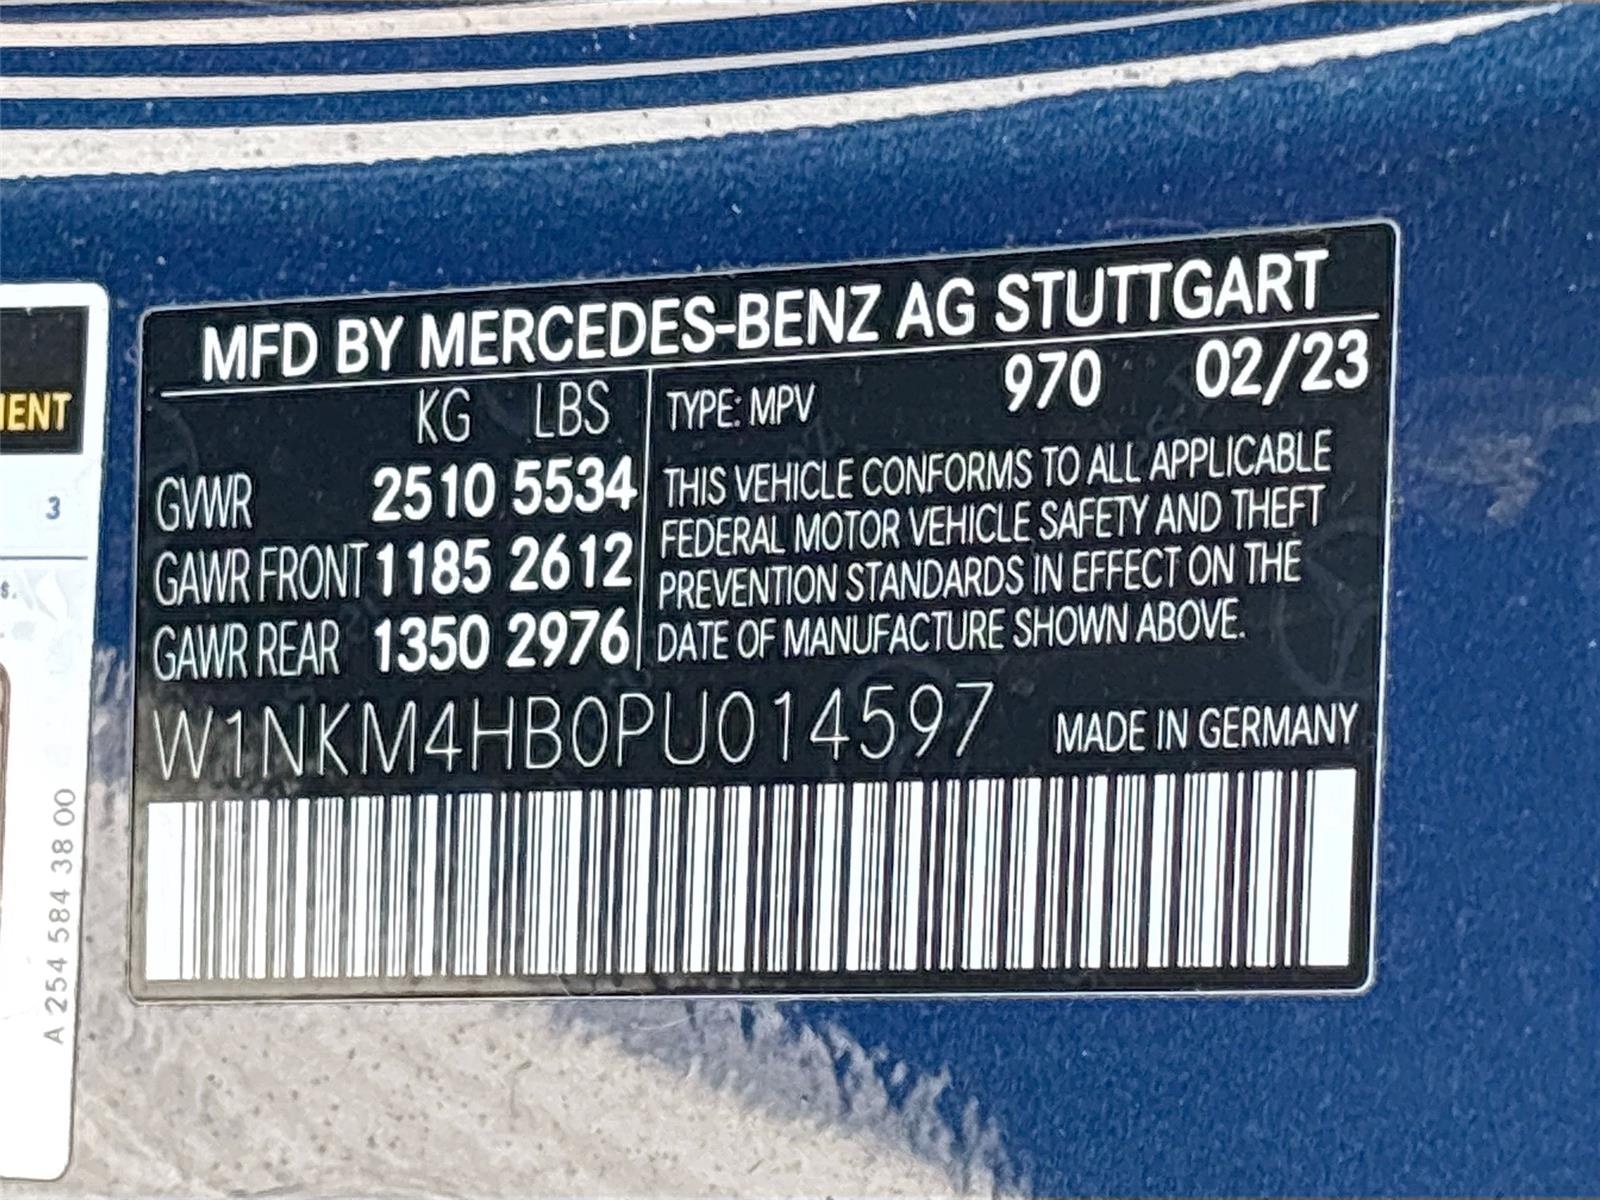 MFD BY MERCEDES-BENZ AG STUTTGART
KG LBS
GVWR 2510 5534
GAWR FRONT 1185 2612
GAWR REAR 1350 2976
TYPE: MPV 970 02/23
THIS VEHICLE CONFORMS TO ALL APPLICABLE
FEDERAL MOTOR VEHICLE SAFETY AND THEFT
PREVENTION STANDARDS IN EFFECT ON THE
DATE OF MANUFACTURE SHOWN ABOVE.
W1NKM4HB0PU014597
MADE IN GERMANY
3
A 254 584 38 00